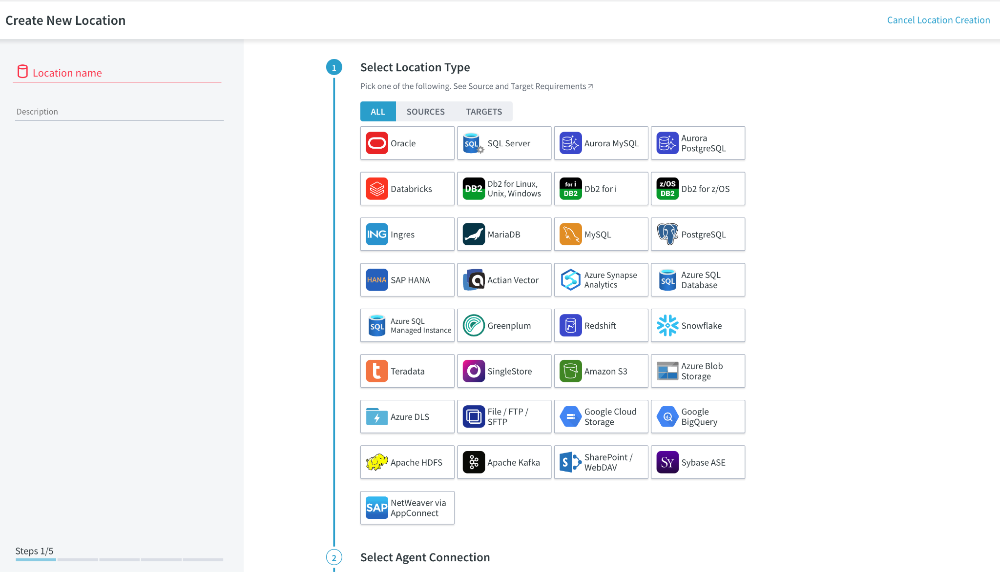 Create New Location
Cancel Location Creation
Location name
Description
Steps 1/5
1
Select Location Type
Pick one of the following. See Source and Target Requirements
ALL
SOURCES
TARGETS
Oracle
SQL
SQL Server
Aurora MySQL
Aurora
PostgreSQL
Databricks
DB2
Db2 for Linux,
Unix, Windows
for i
DB2
Db2 for i
z/OS
DB2
Db2 for z/OS
ING
Ingres
MariaDB
MySQL
PostgreSQL
HANA
SAP HANA
a
Actian Vector
Azure Synapse
Analytics
SQL
Azure SQL
Database
SQL
Azure SQL
Managed Instance
Greenplum
Redshift
Snowflake
t
Teradata
SingleStore
Amazon S3
Azure Blob
Storage
Azure DLS
File / FTP /
SFTP
Google Cloud
Storage
Google
BigQuery
Apache HDFS
Apache Kafka
S
SharePoint /
WebDAV
SY
Sybase ASE
SAP
NetWeaver via
AppConnect
2
Select Agent Connection